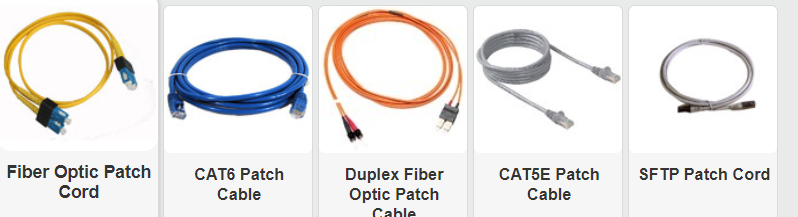 Fiber Optic Patch
Cord
CAT6 Patch
Cable
Duplex Fiber
Optic Patch
Cable
CAT5E Patch
Cable
SFTP Patch Cord